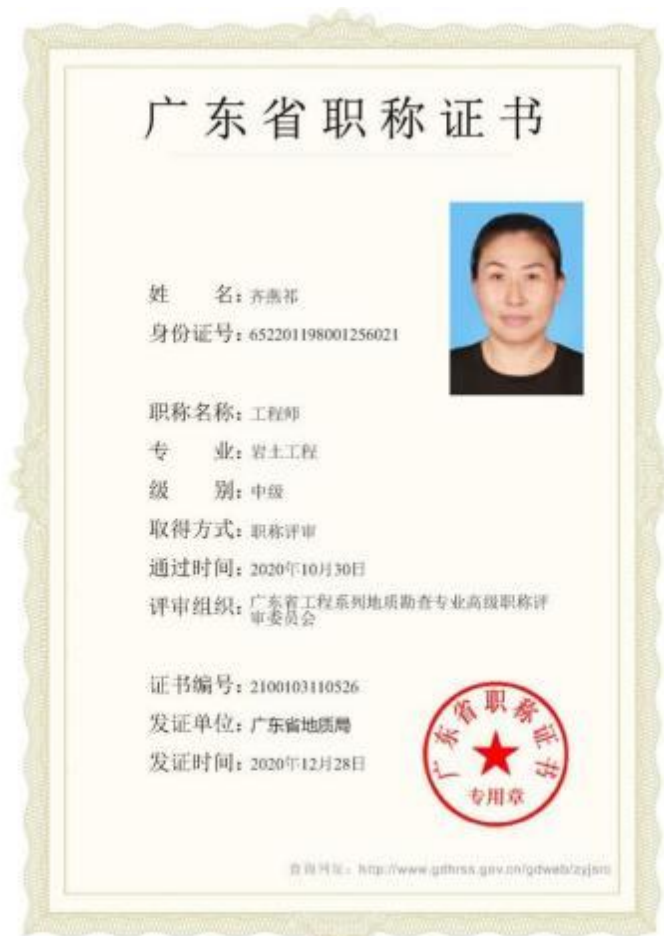 广东省职称证书
姓 名：齐燕祁
身份证号：652201198001256021
职称名称：工程师
专 业：岩土工程
级 别：中级
取得方式：职称评审
通过时间：2020年10月30日
评审组织：广东省工程系列地质勘查专业高级职称评
审委员会
证书编号：2100103110526
发证单位：广东省地质局
发证时间：2020年12月28日
广东省职称证书
专用章
查询网址：http://www.gdhrss.gov.cn/gdweb/zyjsrc